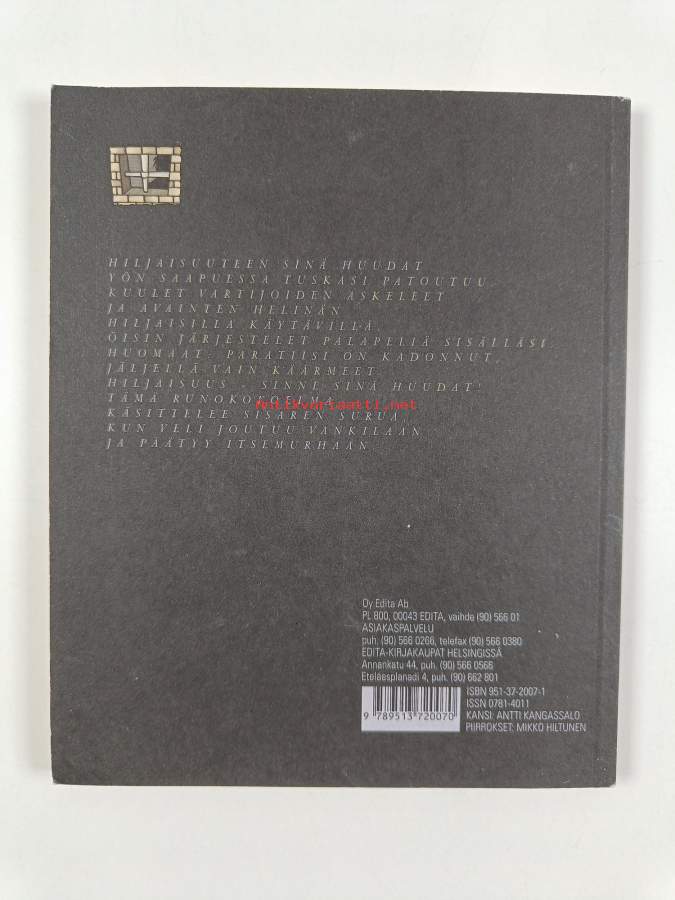 HILJAISUUTEEN SINÄ HUUDAT
YÖN SAAPUESSA TUSKASI PATOUTUU
KUULET VARTIJOIDEN ASKELEET
JA AVAINTEN HELINÄN
HILJAISILLA KÄYTÄVILLÄ.
ÖISIN JÄRJESTELET PALAPELIÄ SISÄLLÄSI.
HUOMAAT: PARATIISI ON KADONNUT,
JÄLJELLÄ VAIN KÄÄRMEET.
HILJAISUUS - SINNE SINÄ HUUDAT!
TÄMÄ
Antikvariaatti.net
KÄSITTELEE SISAREN SURUA,
KUN VELI JOUTUU VANKILAAN
JA PÄÄTYY ITSEMURHAAN
Oy Edita Ab
PL 800, 00043 EDITA, vaihde (90) 566 01
ASIAKASPALVELU
puh. (90) 566 0266, telefax (90) 566 0380
EDITA-KIRJAKAUPAT HELSINGISSÄ
Annankatu 44, puh. (90) 566 0566
Eteläesplanadi 4, puh. (90) 662 801
ISBN 951-37-2007-1
ISSN 0781-4011
KANSI: ANTTI KANGASSALO
PIIRROKSET: MIKKO HILTUNEN
9 789513 720070